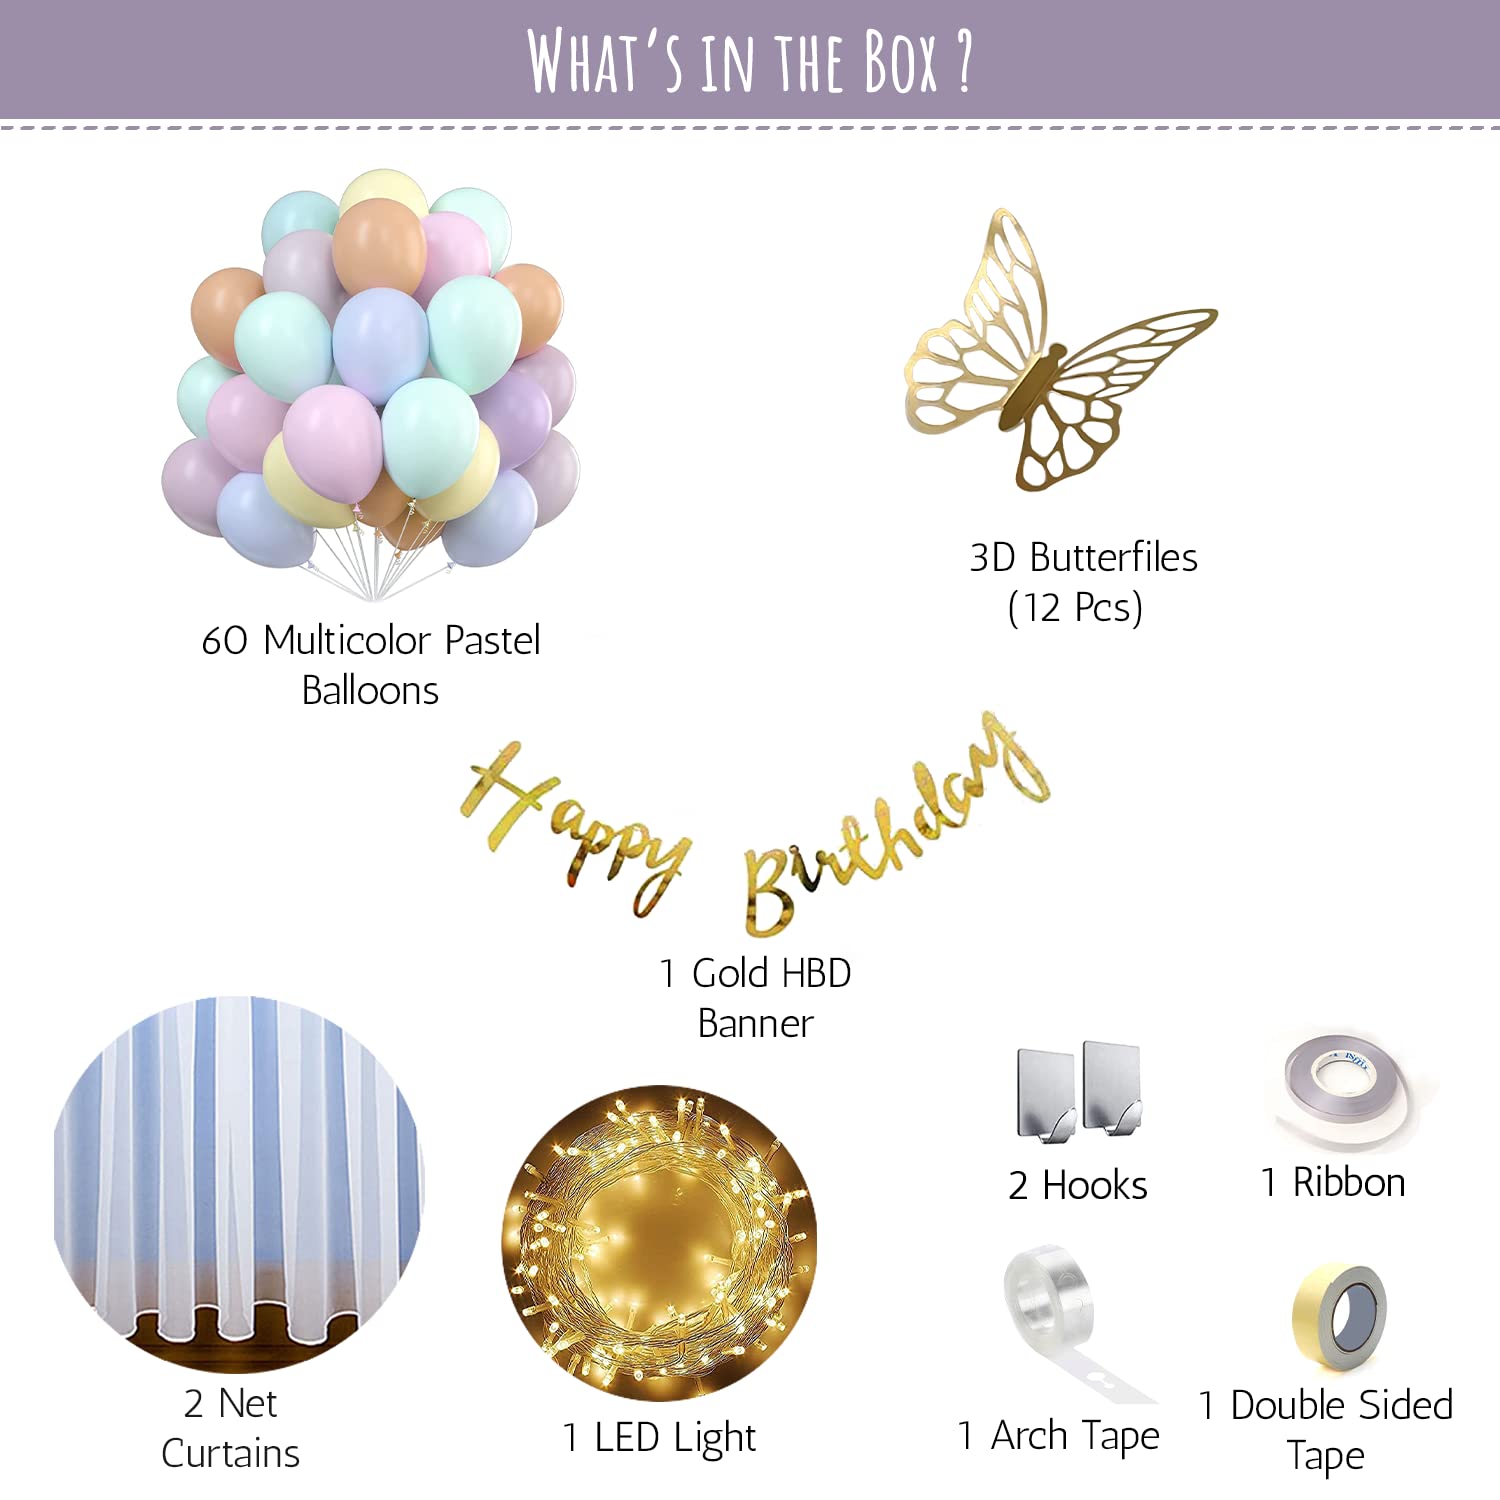 WHAT'S IN THE BOX ?
60 Multicolor Pastel
Balloons
3D Butterfiles
(12 Pcs)
Happy Birthday
1 Gold HBD
Banner
2 Net
Curtains
1 LED Light
2 Hooks
1 Ribbon
1 Arch Tape
1 Double Sided
Tape